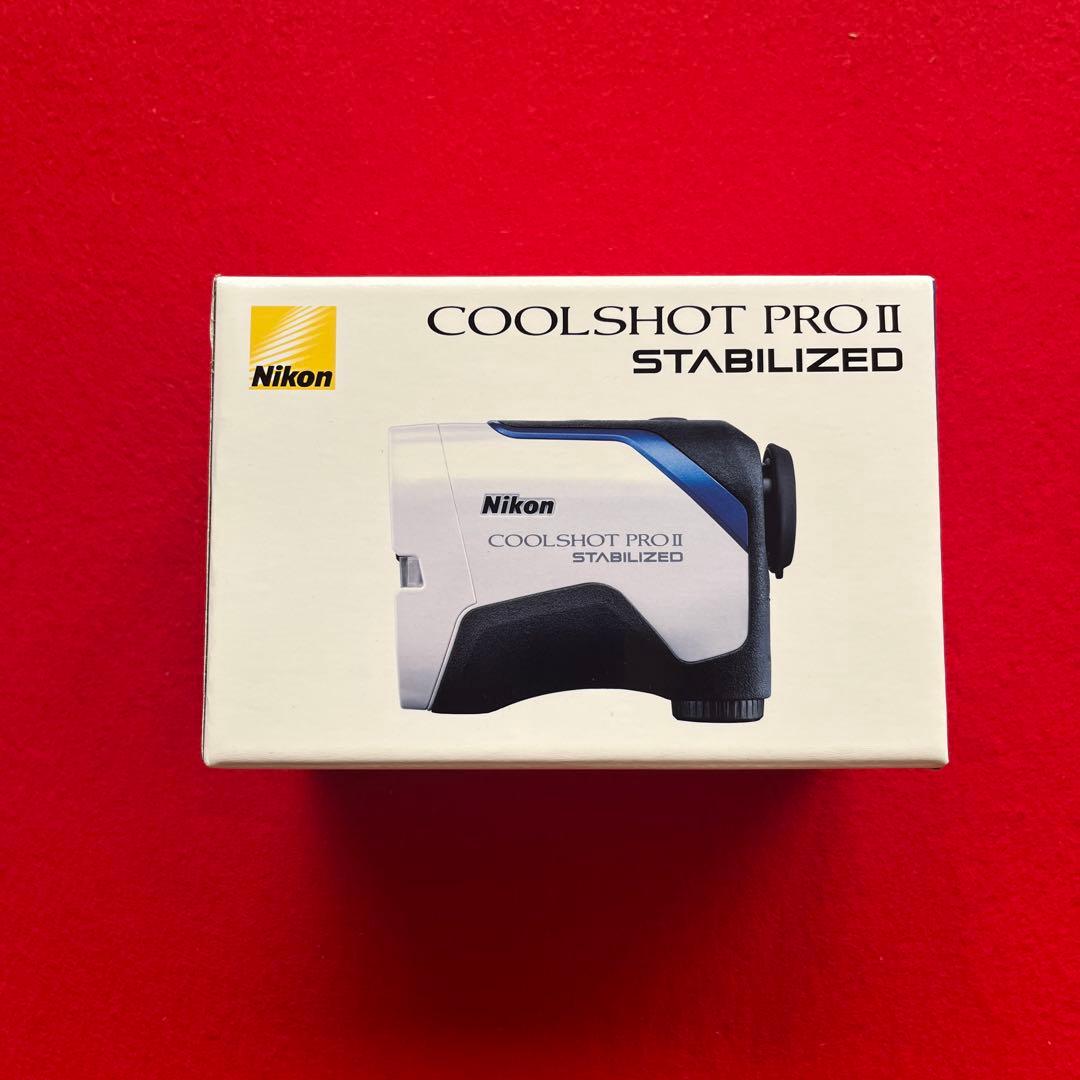 Nikon
COOLSHOT PRO II
STABILIZED
Nikon
COOLSHOT PRO II
STABILIZED